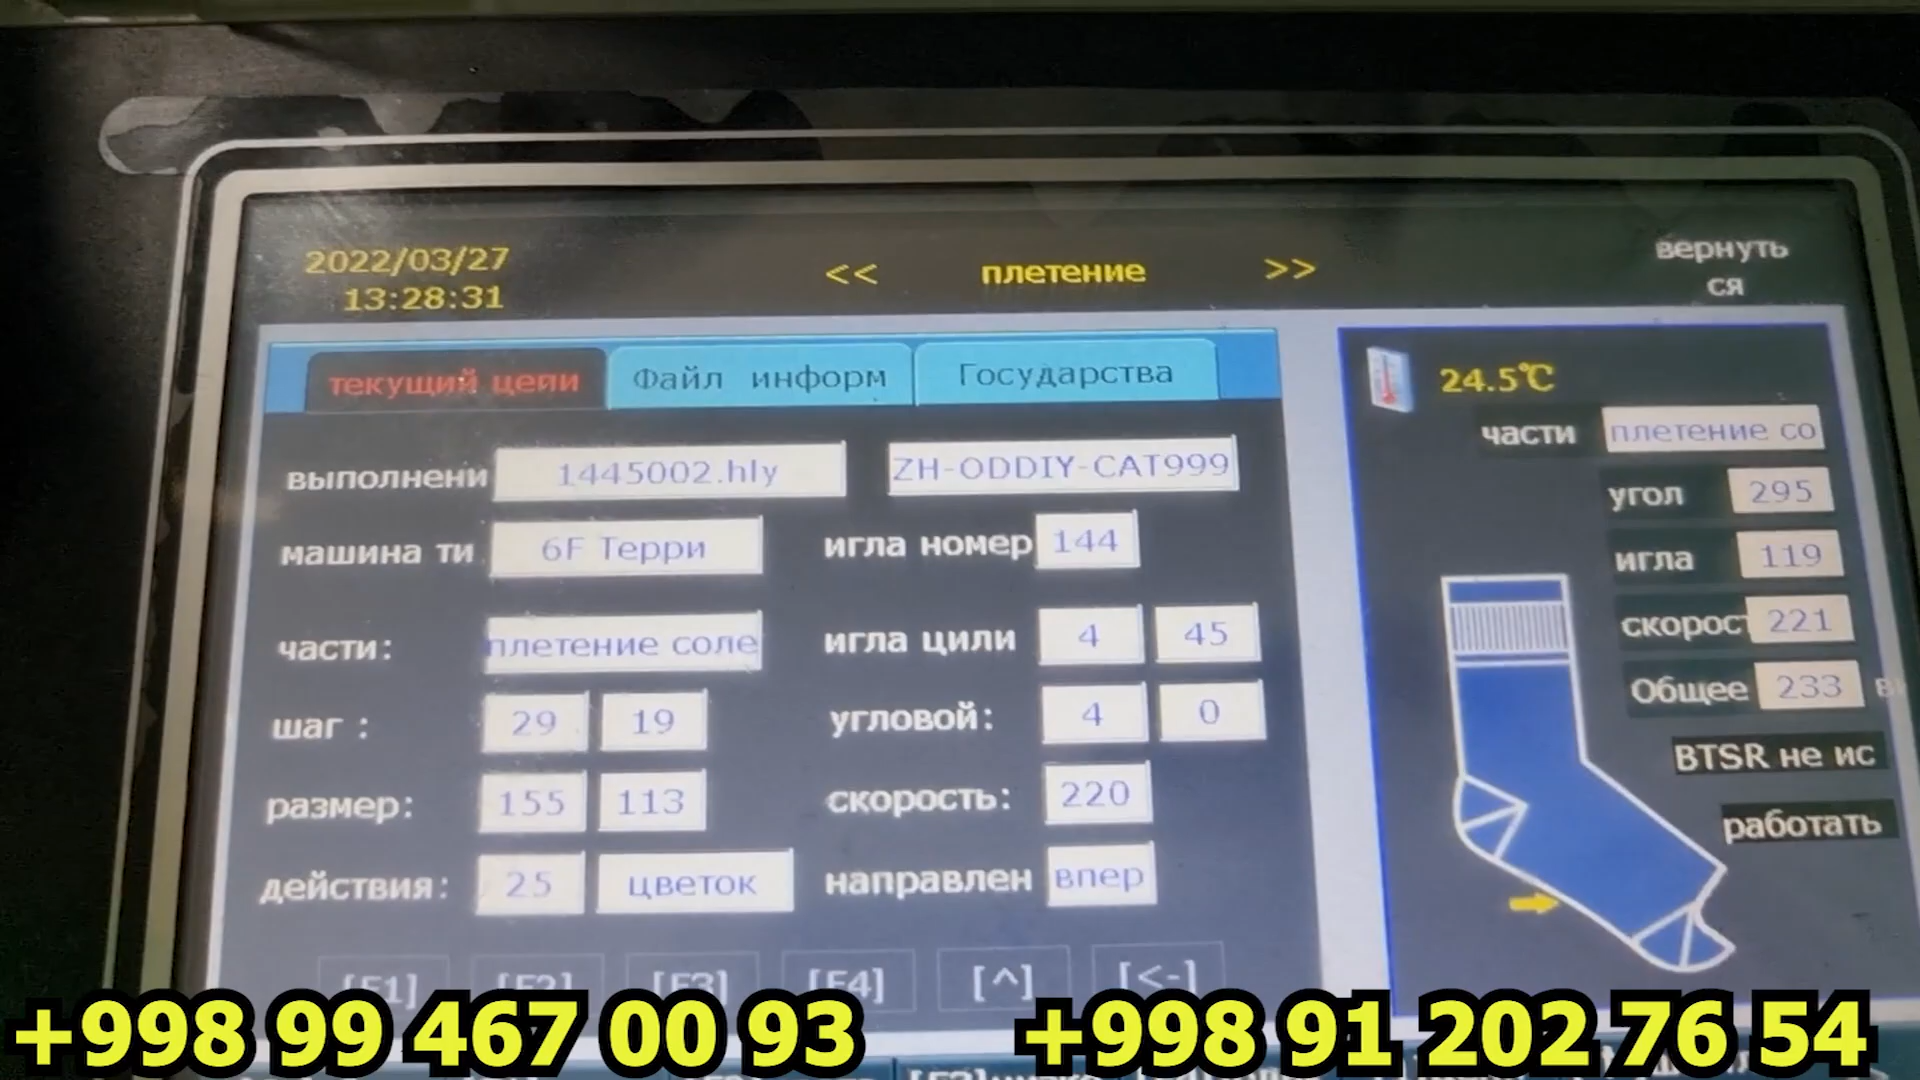 2022/03/27
13:28:31
<< плетение >>
вернуть
ся
текущий цепи
Файл информ
Государства
24.5℃
части плетение со
выполнени 1445002.hly ZH-ODDIY-CAT999
угол 295
машина ти 6F Терри игла номер 144
игла 119
части: плетение соле игла цили 4 45
скорост 221
шаг : 29 19 угловой: 4 0
Общее 233
BTSR не ис
размер: 155 113 скорость: 220
работать
действия: 25 цветок направлен впер
[F1] [F2] [F3] [F4] [^] [<-]
+998 99 467 00 93 +998 91 202 76 54